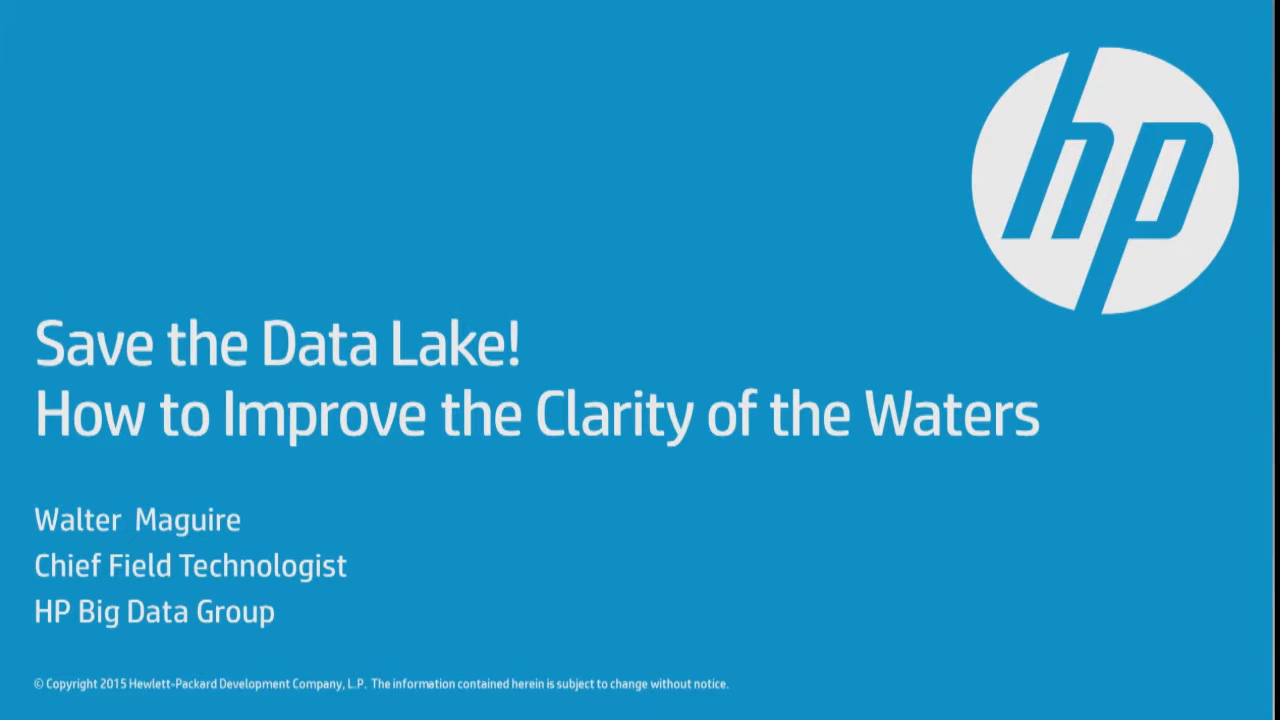 hp
Save the Data Lake!
How to Improve the Clarity of the Waters
Walter Maguire
Chief Field Technologist
HP Big Data Group
© Copyright 2015 Hewlett-Packard Development Company, L.P. The information contained herein is subject to change without notice.